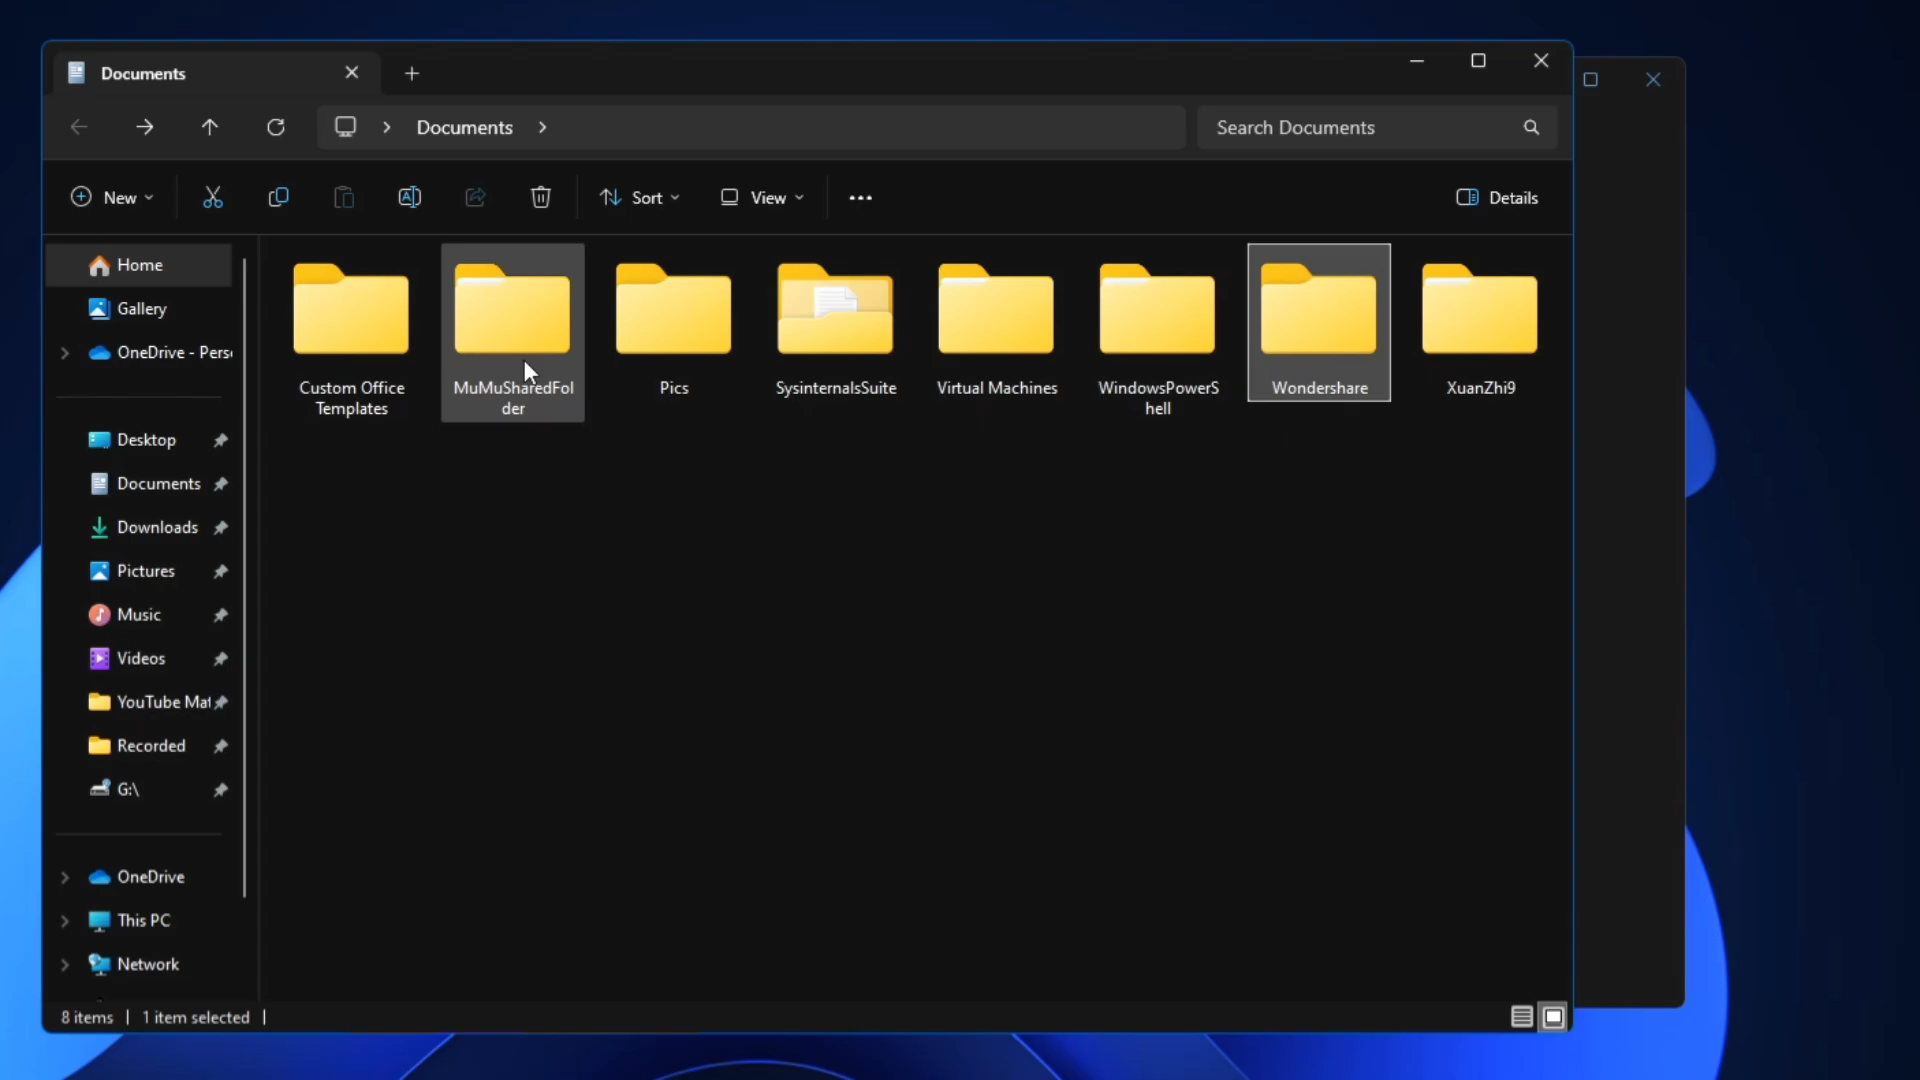 Documents
Documents
Search Documents
New
Sort
View
Details
Home
Gallery
OneDrive - Pers
Desktop
Documents
Downloads
Pictures
Music
Videos
YouTube Mat
Recorded
G:\
OneDrive
This PC
Network
Custom Office
Templates
MuMuSharedFol
der
Pics
SysinternalsSuite
Virtual Machines
WindowsPowerS
hell
Wondershare
XuanZhi9
8 items
1 item selected